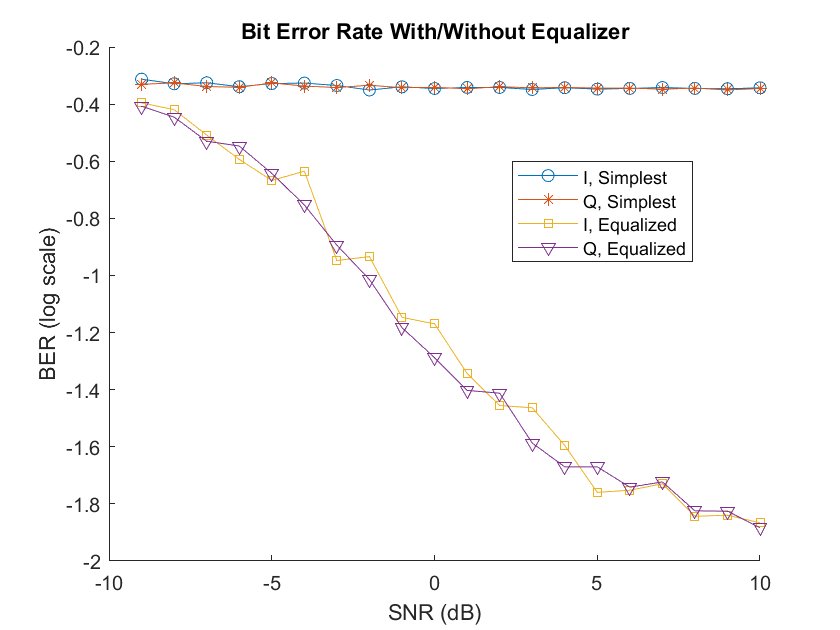 Bit Error Rate With/Without Equalizer
-0.2
-0.4
-0.6
-0.8
-1
-1.2
-1.4
-1.6
-1.8
-2
BER (log scale)
I, Simplest
Q, Simplest
I, Equalized
Q, Equalized
-10
-5
0
5
10
SNR (dB)